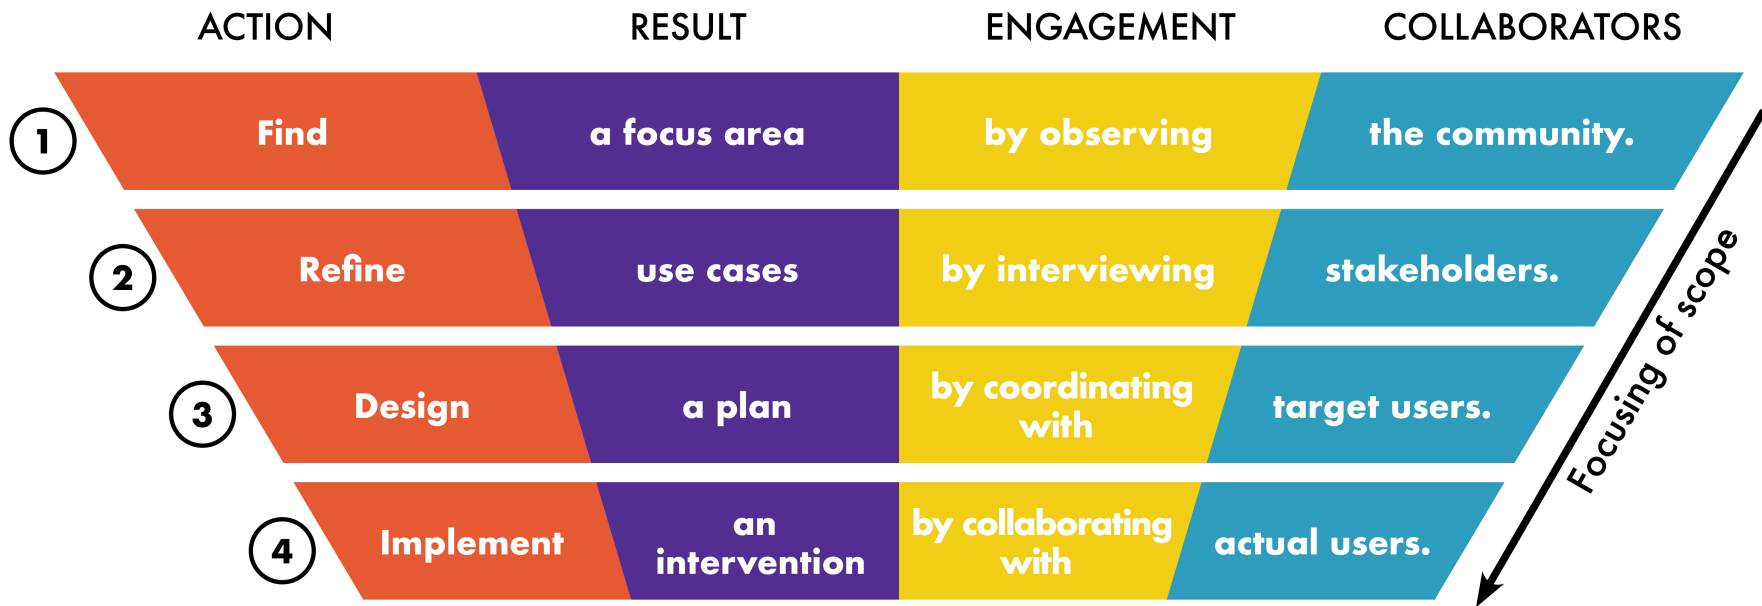 ACTION RESULT ENGAGEMENT COLLABORATORS
1 Find a focus area by observing the community.
2 Refine use cases by interviewing stakeholders.
3 Design a plan by coordinating
with target users.
4 Implement an
intervention by collaborating
with actual users.
Focusing of scope